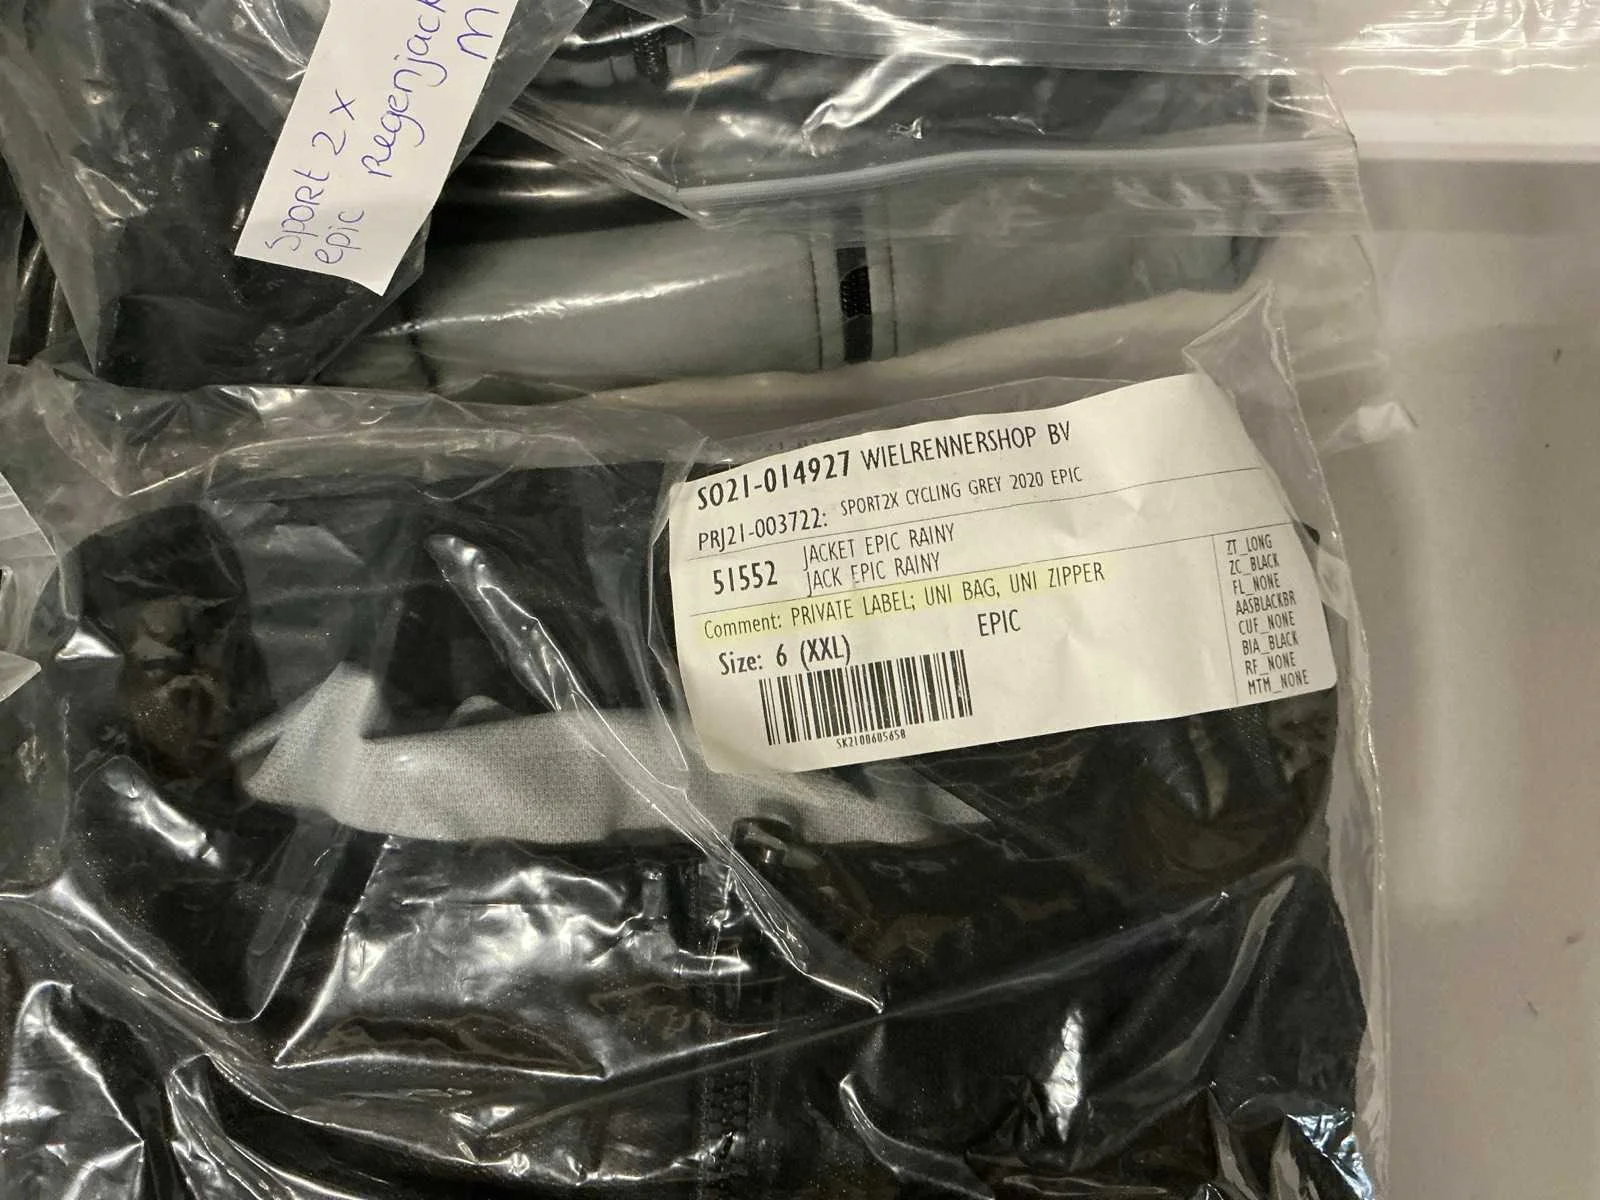 Sport 2x
epic Regenjack
M
SO21-014927 WIELRENNERSHOP BV
PRJ21-003722: SPORT2X CYCLING GREY 2020 EPIC
51552 JACKET EPIC RAINY
JACK EPIC RAINY
Comment: PRIVATE LABEL; UNI BAG, UNI ZIPPER
Size: 6 (XXL) EPIC
SK2100605658
ZT_LONG
ZC_BLACK
FL_NONE
AASBLACKBR
CUF_NONE
BIA_BLACK
RF_NONE
MTM_NONE